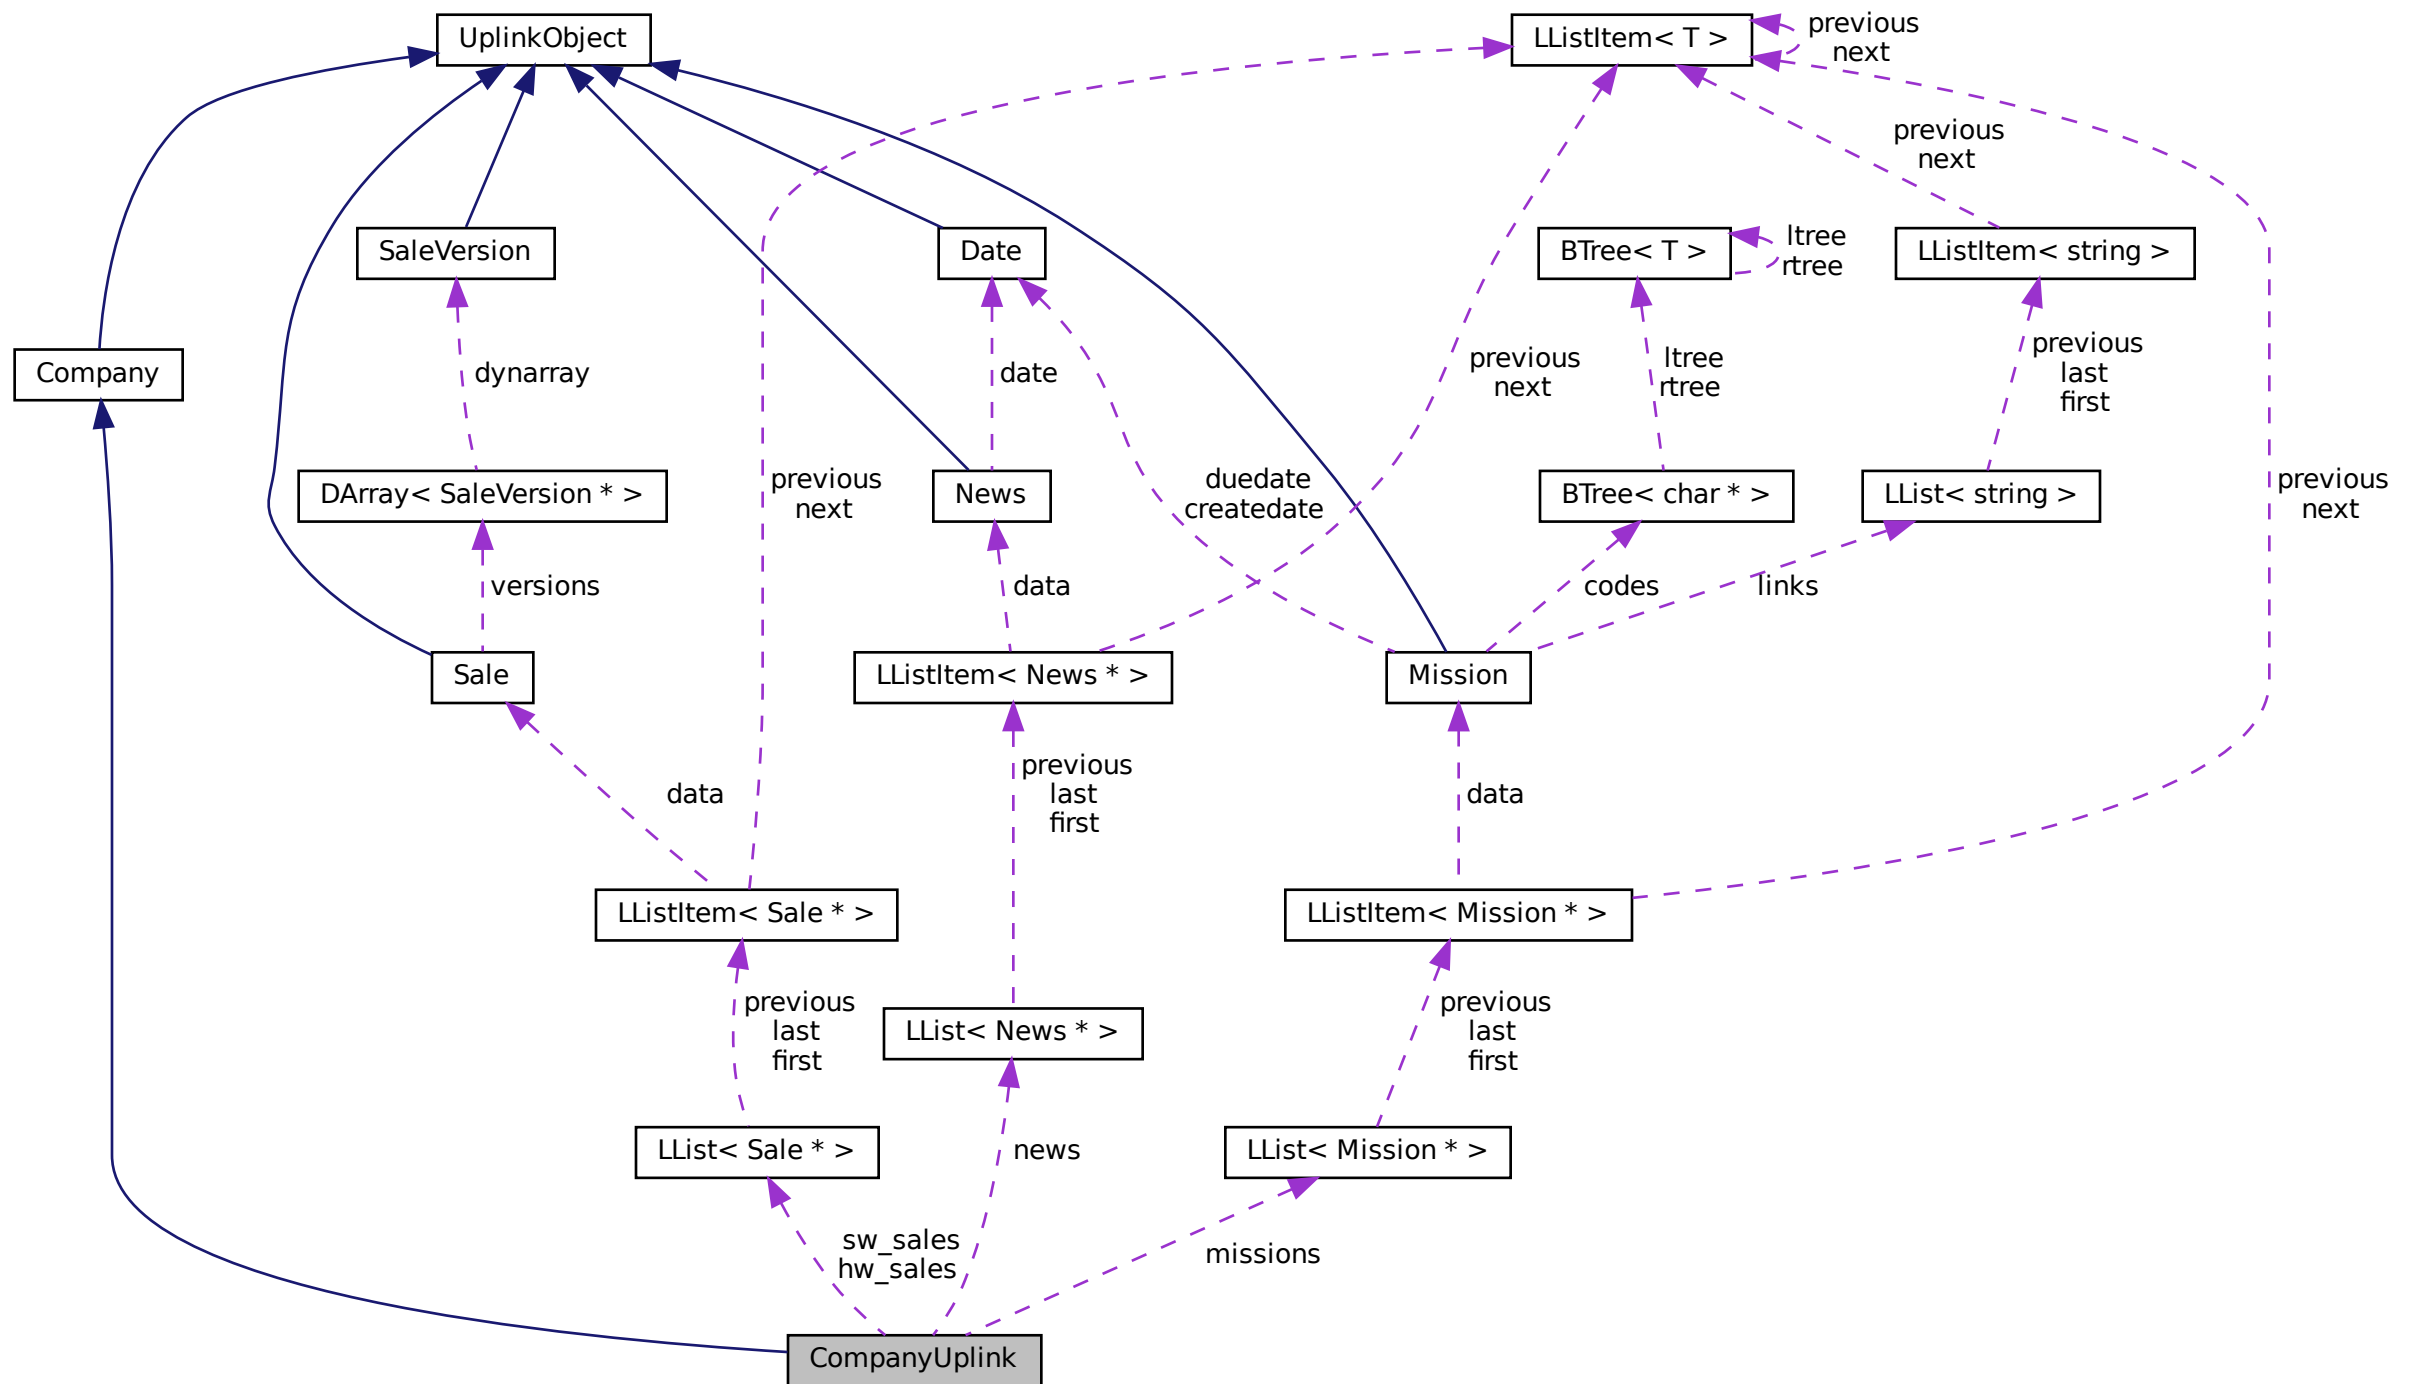 UplinkObject
LListItem< T >
previous
next
previous
next
SaleVersion
Date
BTree< T >
ltree
rtree
LListItem< string >
Company
dynarray
date
previous
next
ltree
rtree
previous
last
first
DArray< SaleVersion * >
previous
next
News
duedate
createdate
BTree< char * >
LList< string >
previous
next
versions
data
codes
links
Sale
LListItem< News * >
Mission
data
previous
last
first
data
LListItem< Sale * >
LListItem< Mission * >
previous
last
first
LList< News * >
previous
last
first
LList< Sale * >
news
LList< Mission * >
sw_sales
hw_sales
missions
CompanyUplink